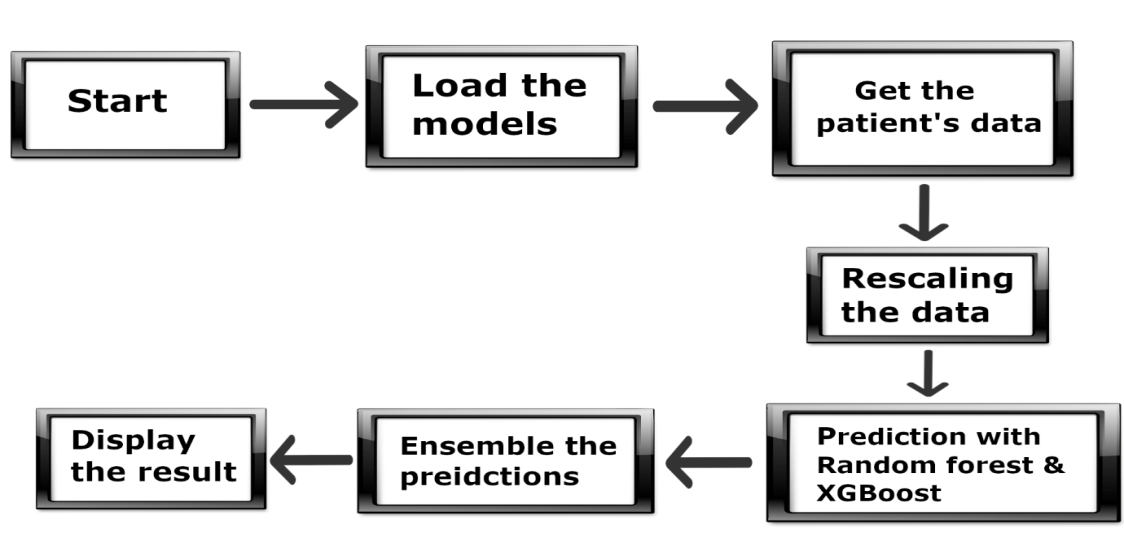 Start
Load the
models
Get the
patient's data
Rescaling
the data
Prediction with
Random forest &
XGBoost
Ensemble the
preidctions
Display
the result